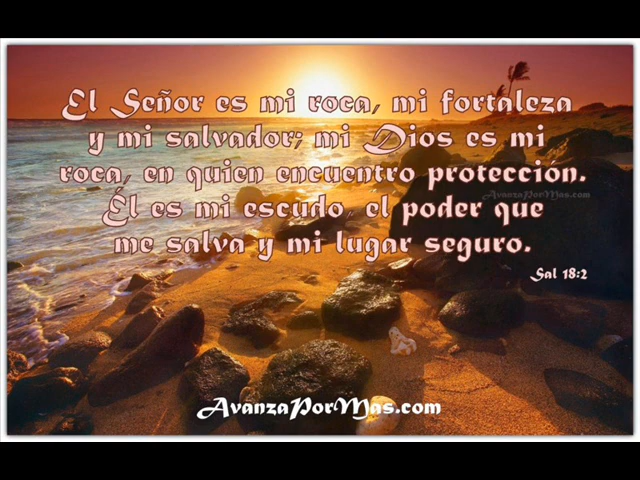 El Señor es mi roca, mi fortaleza
y mi salvador; mi Dios es mi
roca, en quien encuentro protección.
AvanzaPorMas.com
Él es mi escudo, el poder que
me salva y mi lugar seguro.
Sal 18:2
AvanzaPorMas.com